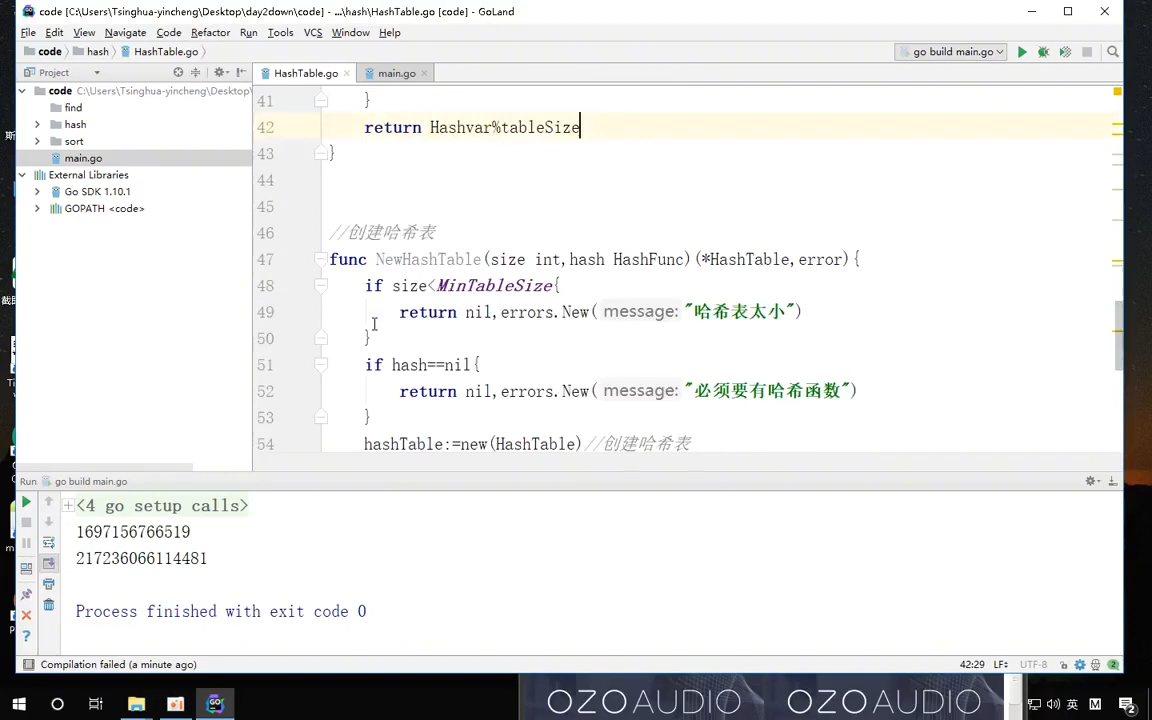 code [C:\Users\Tsinghua-yincheng\Desktop\day2down\code] - ...\hash\HashTable.go [code] - GoLand
File Edit View Navigate Code Refactor Run Tools VCS Window Help
code hash HashTable.go
go build main.go
Project
HashTable.go
main.go
code C:\Users\Tsinghua-yincheng\Desktop\
find
hash
sort
main.go
External Libraries
Go SDK 1.10.1
GOPATH <code>
41 }
42 return Hashvar%tableSize
43 }
44
45
46 //创建哈希表
47 func NewHashTable(size int,hash HashFunc)(*HashTable,error){
48 if size<MinTableSize{
49 return nil,errors.New( message: "哈希表太小")
50 }
51 if hash==nil{
52 return nil,errors.New( message: "必须要有哈希函数")
53 }
54 hashTable:=new(HashTable)//创建哈希表
Run go build main.go
<4 go setup calls>
1697156766519
217236066114481
Process finished with exit code 0
Compilation failed (a minute ago)
42:29 LF÷ UTF-8
OZO AUDIO OZO AUDIO
英 M 2